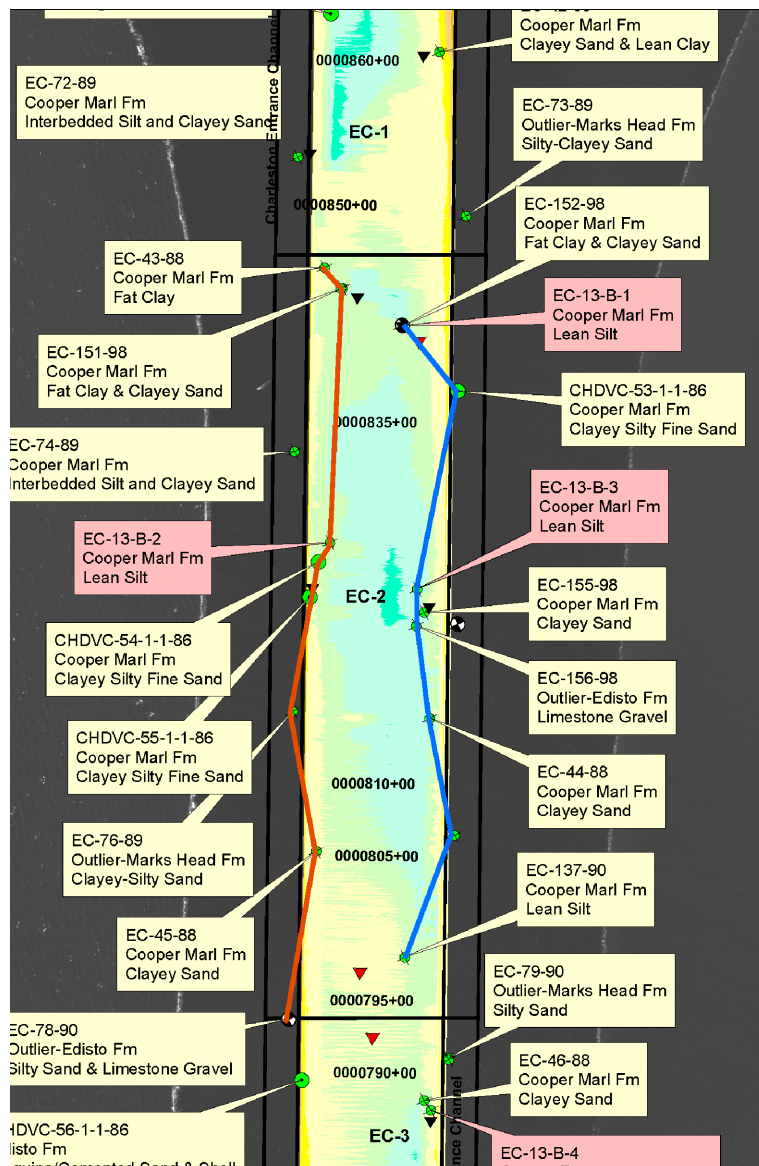 Clayey Sand & Lean Clay
Cooper Marl Fm
0000860+00
Charleston Entrance Channel
EC-72-89
Cooper Marl Fm
Interbedded Silt and Clayey Sand
EC-1
EC-73-89
Outlier-Marks Head Fm
Silty-Clayey Sand
0000850+00
EC-152-98
Cooper Marl Fm
Fat Clay & Clayey Sand
EC-43-88
Cooper Marl Fm
Fat Clay
EC-13-B-1
Cooper Marl Fm
Lean Silt
EC-151-98
Cooper Marl Fm
Fat Clay & Clayey Sand
CHDVC-53-1-1-86
Cooper Marl Fm
Clayey Silty Fine Sand
0000835+00
EC-74-89
Cooper Marl Fm
Interbedded Silt and Clayey Sand
EC-13-B-3
Cooper Marl Fm
Lean Silt
EC-13-B-2
Cooper Marl Fm
Lean Silt
EC-2
EC-155-98
Cooper Marl Fm
Clayey Sand
CHDVC-54-1-1-86
Cooper Marl Fm
Clayey Silty Fine Sand
EC-156-98
Outlier-Edisto Fm
Limestone Gravel
CHDVC-55-1-1-86
Cooper Marl Fm
Clayey Silty Fine Sand
EC-44-88
Cooper Marl Fm
Clayey Sand
0000810+00
EC-76-89
Outlier-Marks Head Fm
Clayey-Silty Sand
0000805+00
EC-137-90
Cooper Marl Fm
Lean Silt
EC-45-88
Cooper Marl Fm
Clayey Sand
EC-79-90
Outlier-Marks Head Fm
Silty Sand
0000795+00
EC-78-90
Outlier-Edisto Fm
Silty Sand & Limestone Gravel
0000790+00
EC-46-88
Cooper Marl Fm
Clayey Sand
nce Channel
HDVC-56-1-1-86
listo Fm
EC-3
EC-13-B-4